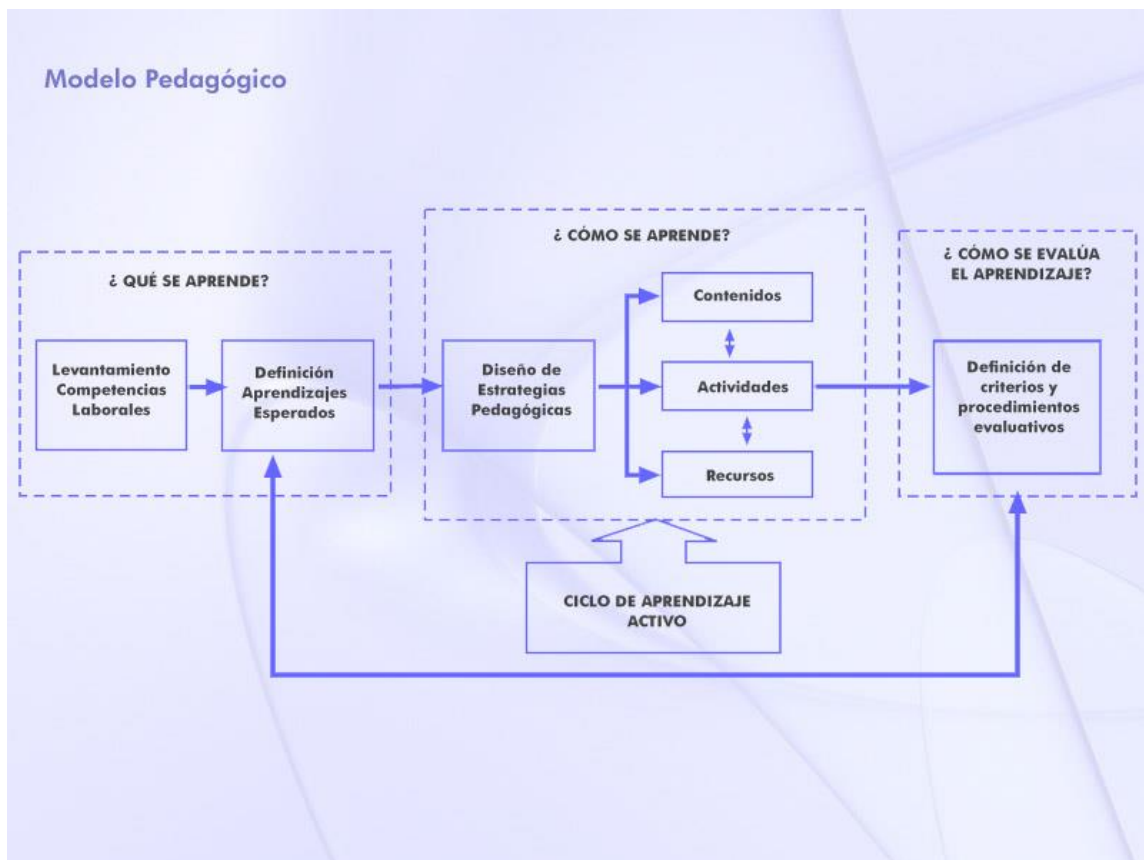 Modelo Pedagógico
¿ QUÉ SE APRENDE?
Levantamiento
Competencias
Laborales
Definición
Aprendizajes
Esperados
¿ CÓMO SE APRENDE?
Diseño de
Estrategias
Pedagógicas
Contenidos
Actividades
Recursos
¿ CÓMO SE EVALÚA
EL APRENDIZAJE?
Definición de
criterios y
procedimientos
evaluativos
CICLO DE APRENDIZAJE
ACTIVO